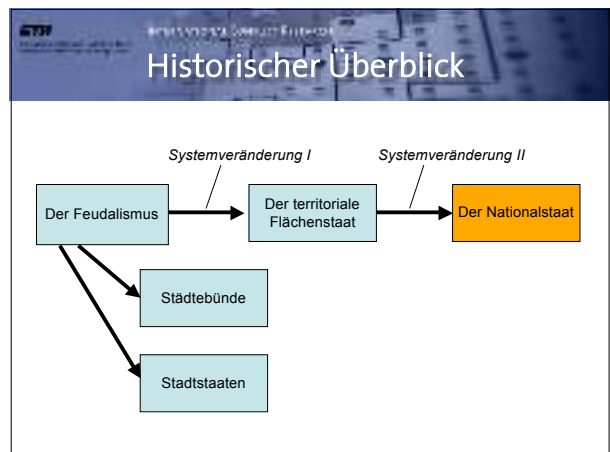 Historischer Überblick
Systemveränderung I
Systemveränderung II
Der Feudalismus
Der territoriale
Flächenstaat
Der Nationalstaat
Städtebünde
Stadtstaaten